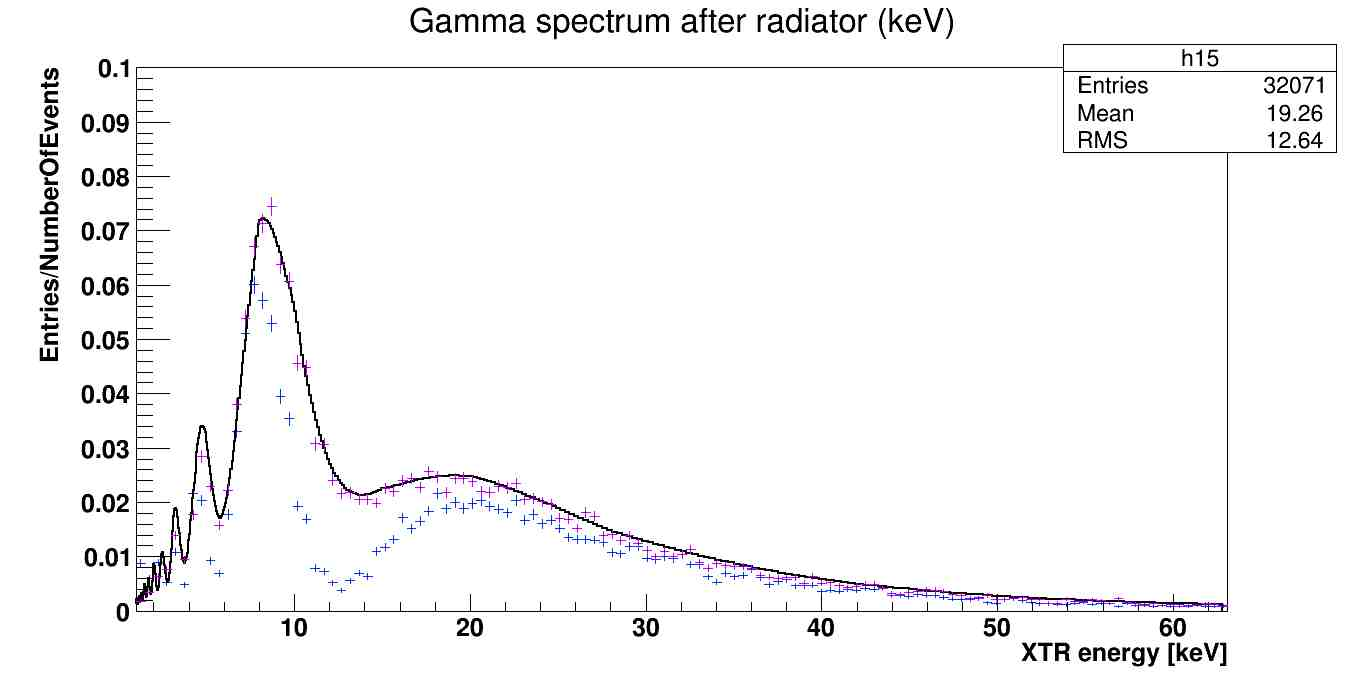 Gamma spectrum after radiator (keV)
h15
Entries 32071
Mean 19.26
RMS 12.64
Entries/NumberOfEvents
0.1
0.09
0.08
0.07
0.06
0.05
0.04
0.03
0.02
0.01
0
10 20 30 40 50 60
XTR energy [keV]